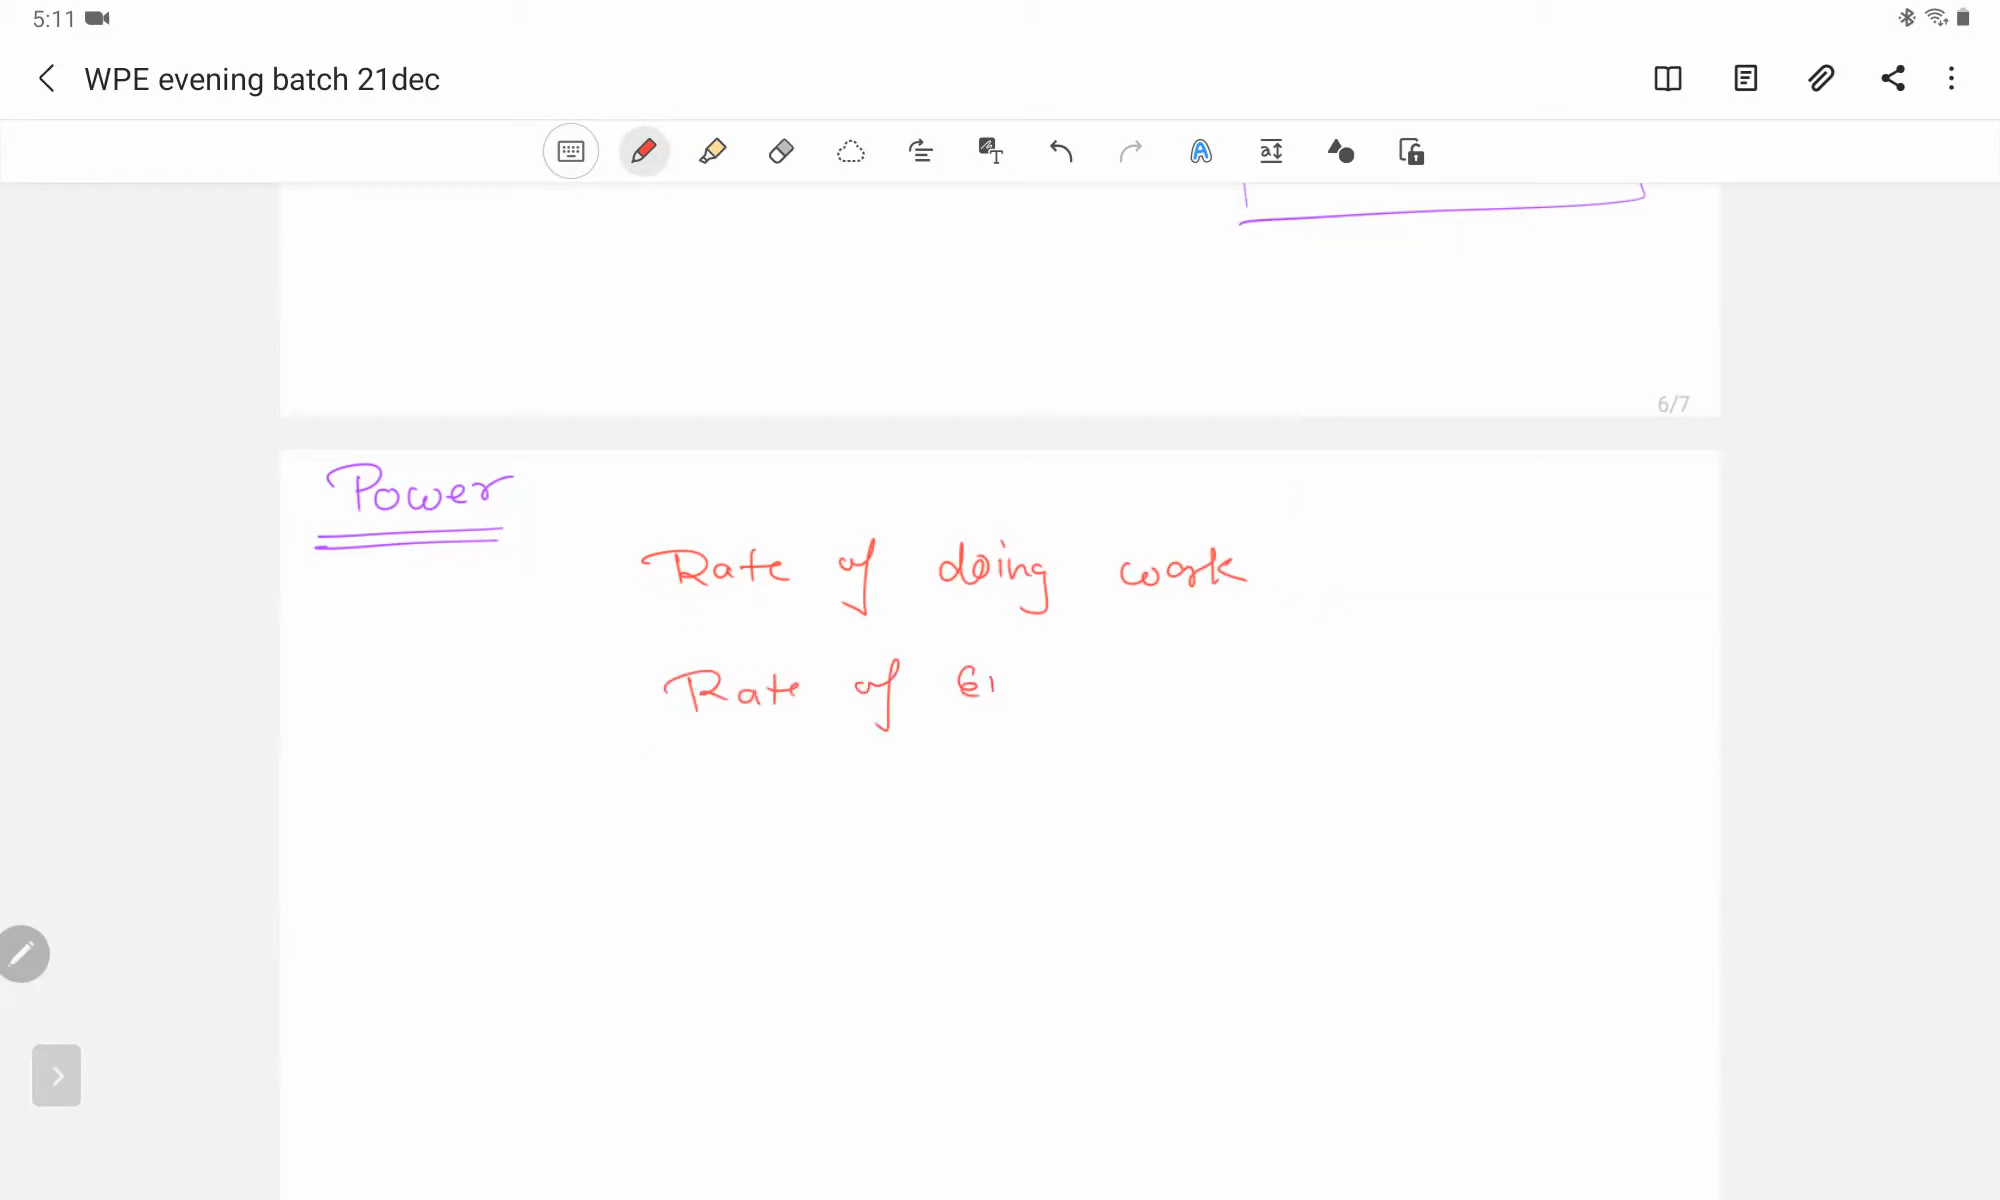 5:11
WPE evening batch 21dec
6/7
Power
Rate of doing work
Rate of